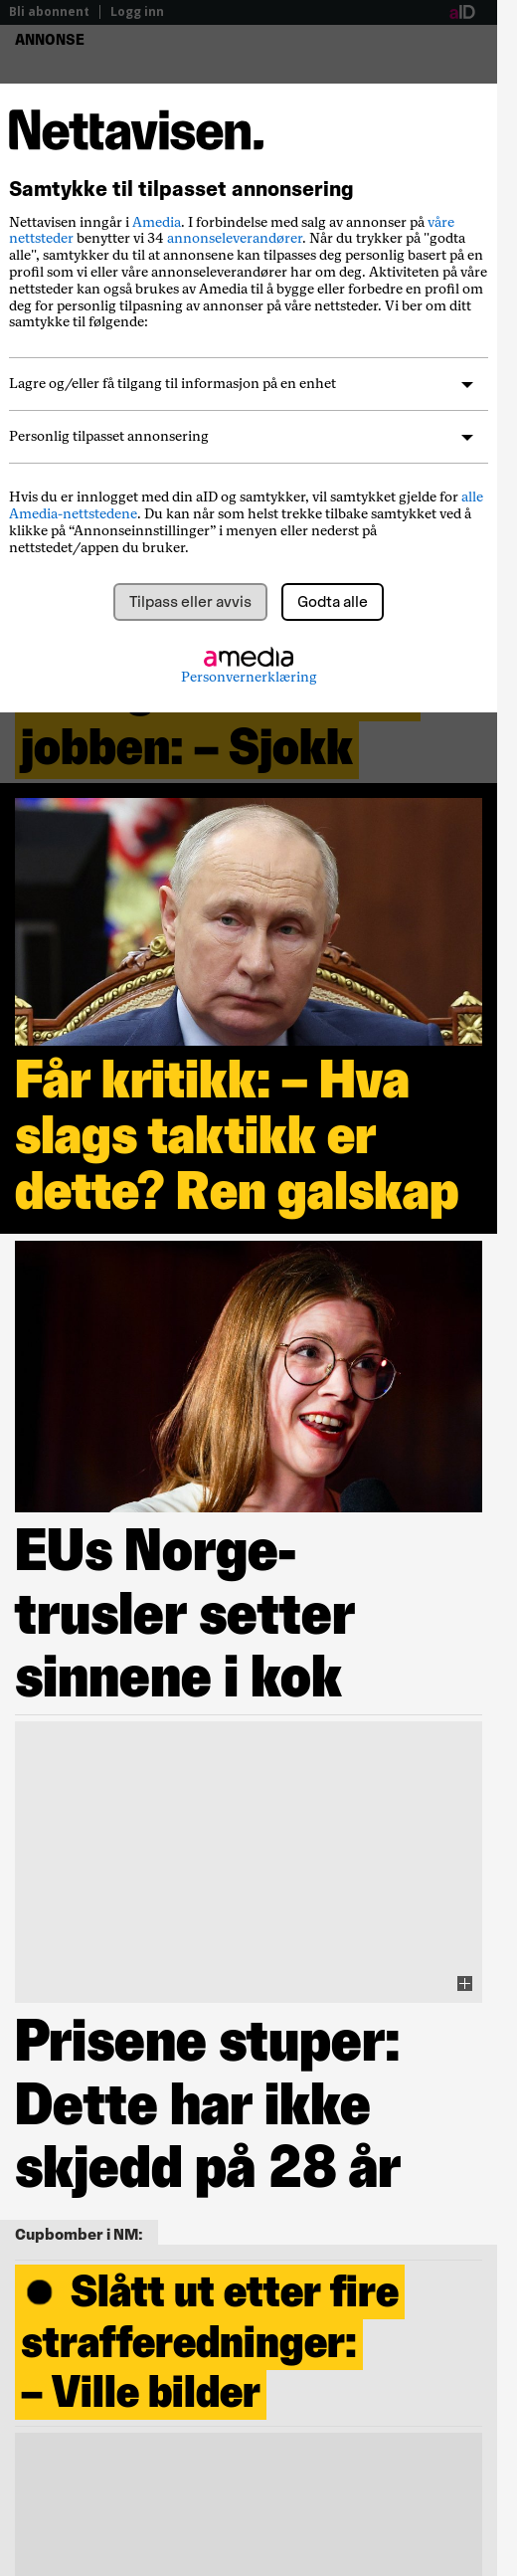 Bli abonnent | Logg inn aID
ANNONSE
Nettavisen.
Samtykke til tilpasset annonsering
Nettavisen inngår i Amedia. I forbindelse med salg av annonser på våre
nettsteder benytter vi 34 annonseleverandører. Når du trykker på "godta
alle", samtykker du til at annonsene kan tilpasses deg personlig basert på en
profil som vi eller våre annonseleverandører har om deg. Aktiviteten på våre
nettsteder kan også brukes av Amedia til å bygge eller forbedre en profil om
deg for personlig tilpasning av annonser på våre nettsteder. Vi ber om ditt
samtykke til følgende:
Lagre og/eller få tilgang til informasjon på en enhet
Personlig tilpasset annonsering
Hvis du er innlogget med din aID og samtykker, vil samtykket gjelde for alle
Amedia-nettstedene. Du kan når som helst trekke tilbake samtykket ved å
klikke på “Annonseinnstillinger” i menyen eller nederst på
nettstedet/appen du bruker.
Tilpass eller avvis Godta alle
amedia
Personvernerklæring
jobben: – Sjokk
Får kritikk: – Hva
slags taktikk er
dette? Ren galskap
EUs Norge-
trusler setter
sinnene i kok
Prisene stuper:
Dette har ikke
skjedd på 28 år
Cupbomber i NM:
● Slått ut etter fire
strafferedninger:
– Ville bilder